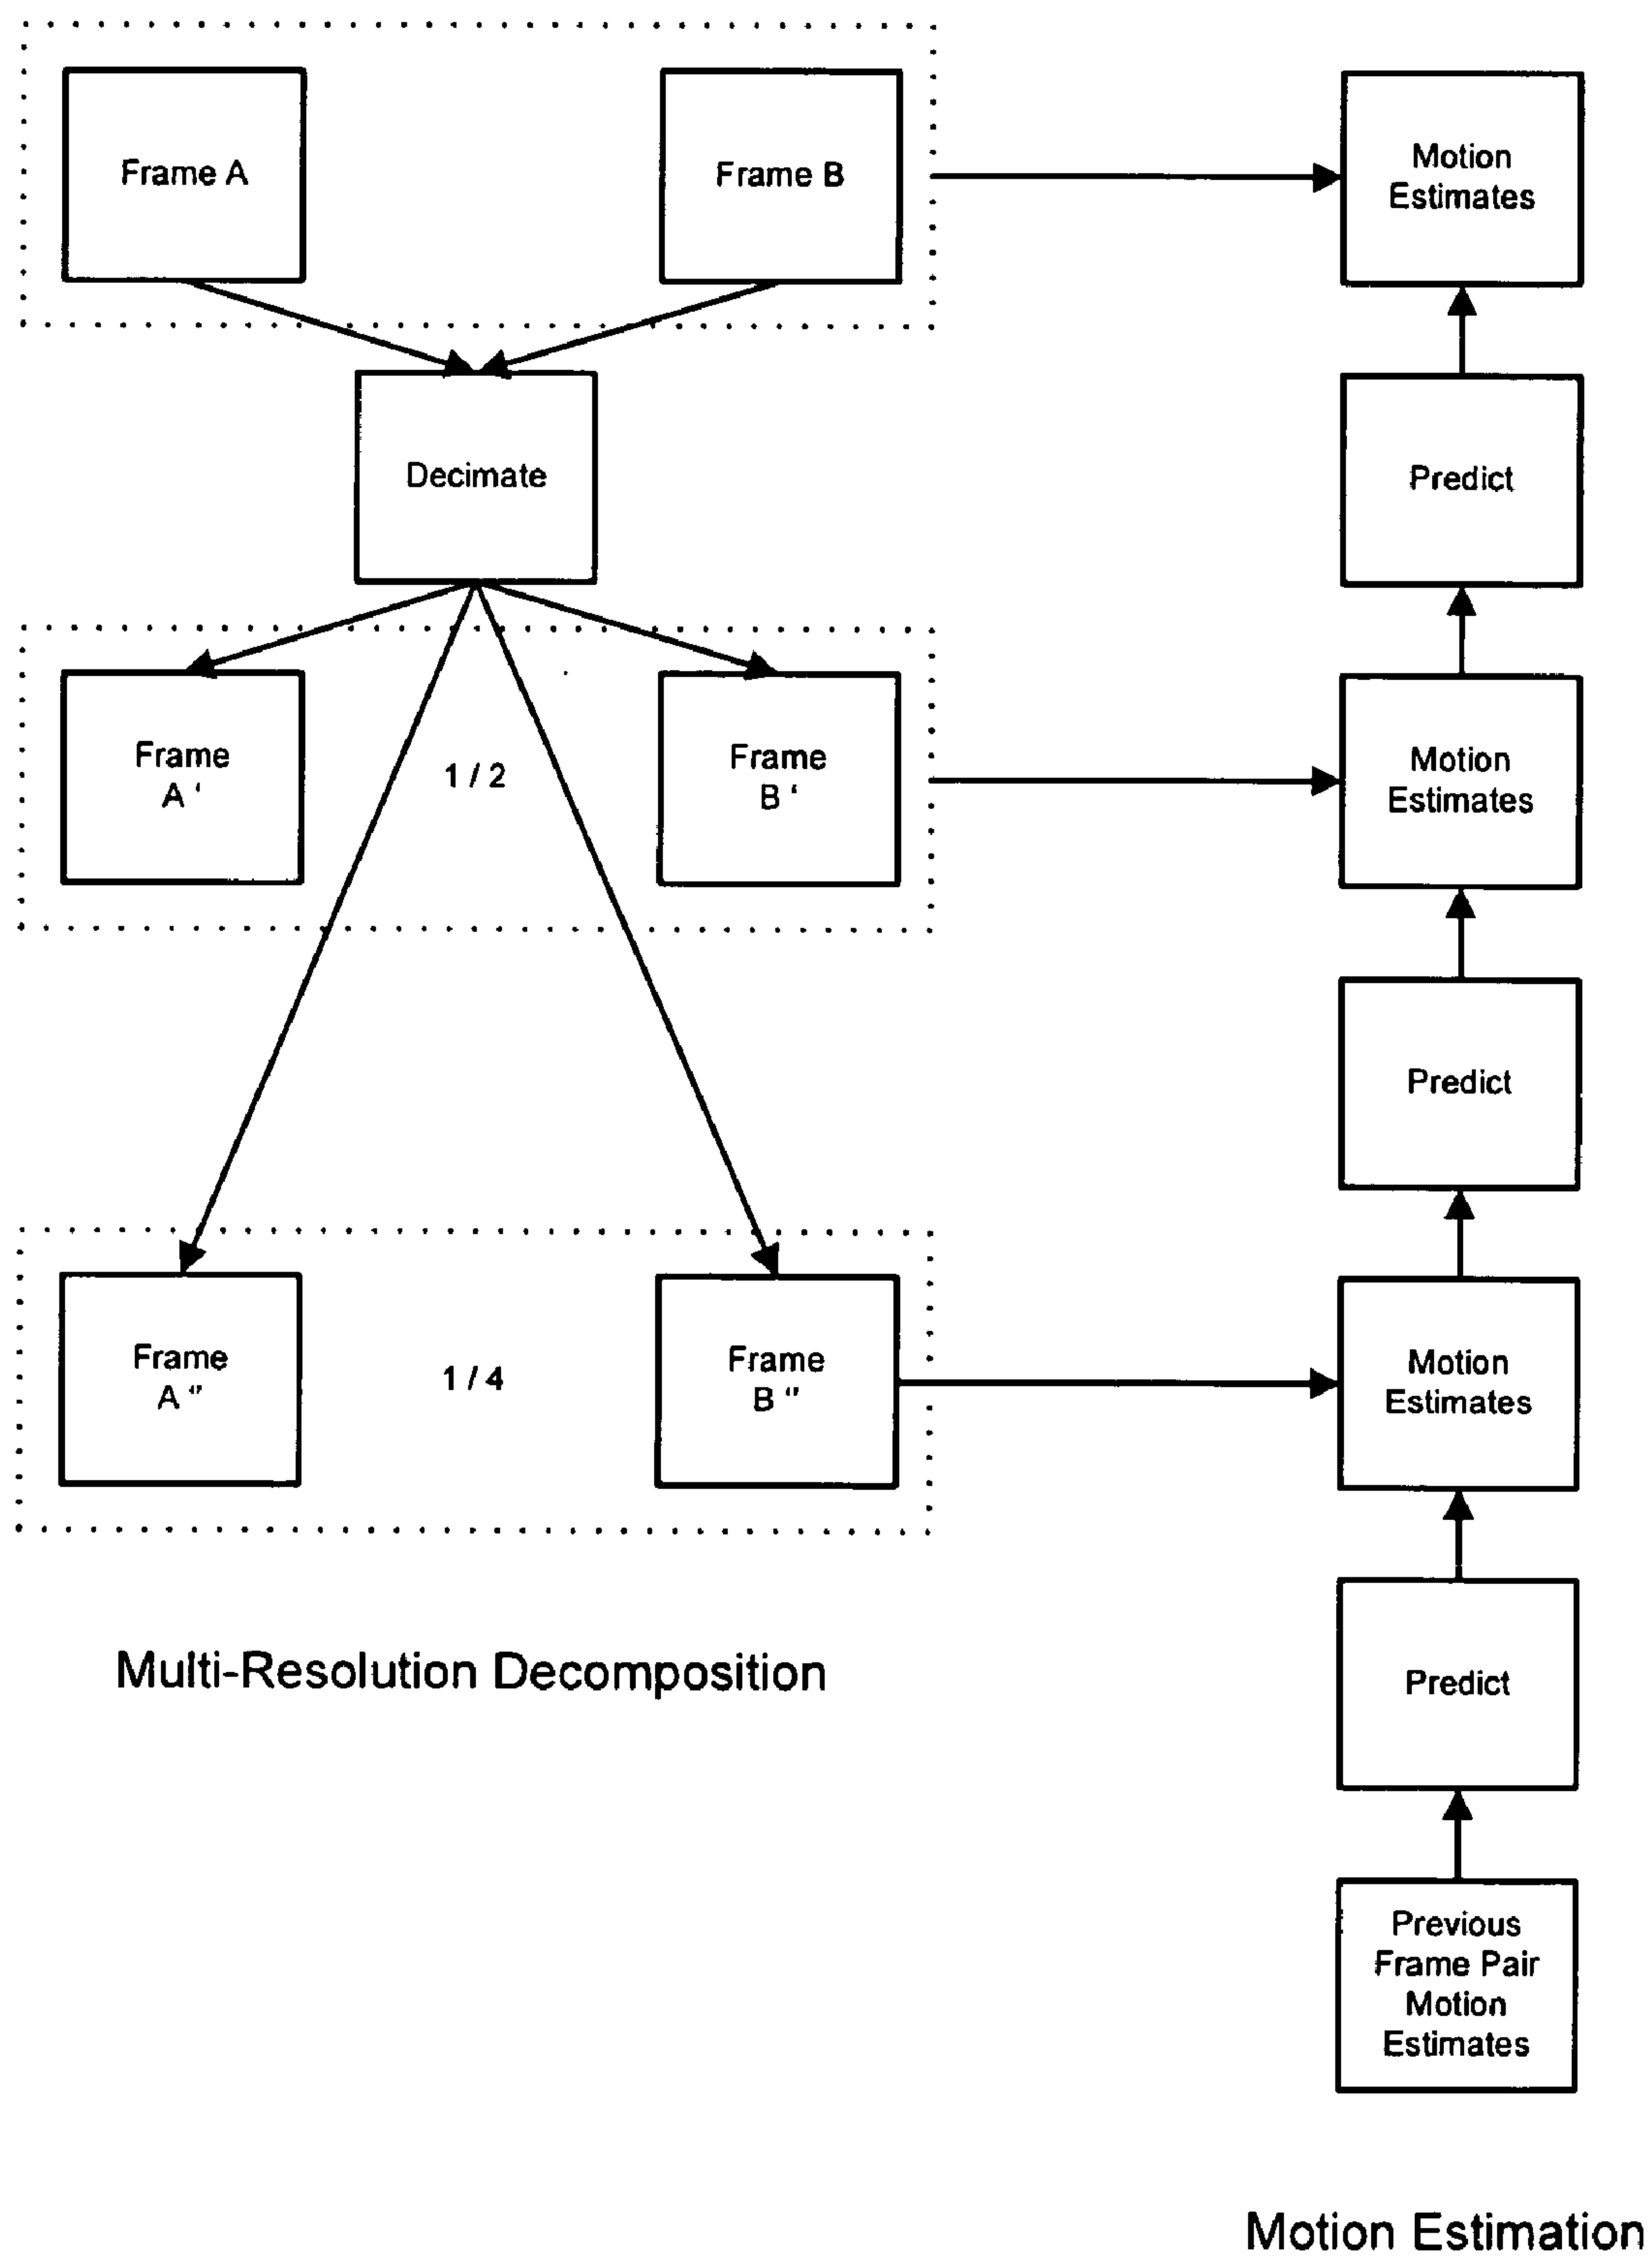 Frame A
Frame B
Motion
Estimates
Decimate
Predict
Frame
A ‘
1 / 2
Frame
B ‘
Motion
Estimates
Predict
Frame
A “
1 / 4
Frame
B “
Motion
Estimates
Multi-Resolution Decomposition
Predict
Previous
Frame Pair
Motion
Estimates
Motion Estimation